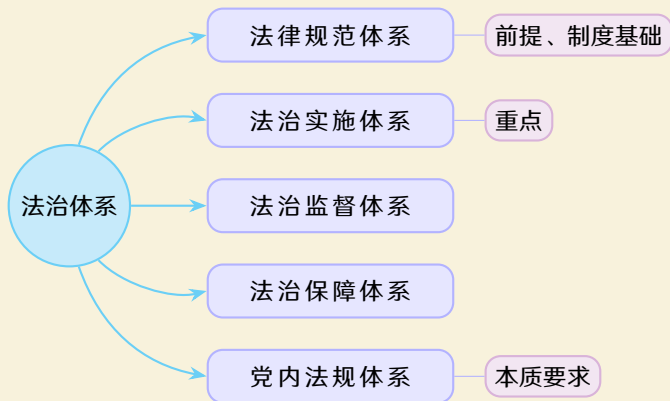 法律规范体系
前提、制度基础
法治实施体系
重点
法治体系
法治监督体系
法治保障体系
党内法规体系
本质要求